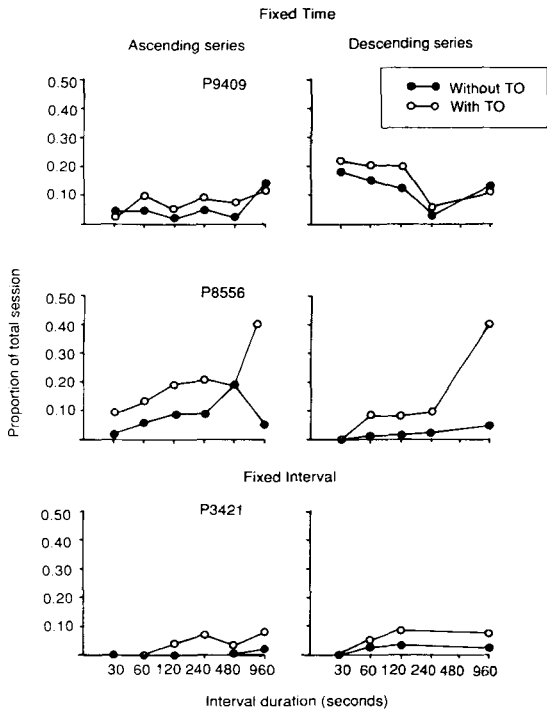 Fixed Time
Ascending series
Descending series
P9409
Without TO
With TO
0.50
0.40
0.30
0.20
0.10
P8556
0.50
0.40
0.30
0.20
0.10
Proportion of total session
Fixed Interval
P3421
0.50
0.40
0.30
0.20
0.10
30 60 120 240 480 960
30 60 120 240 480 960
Interval duration (seconds)